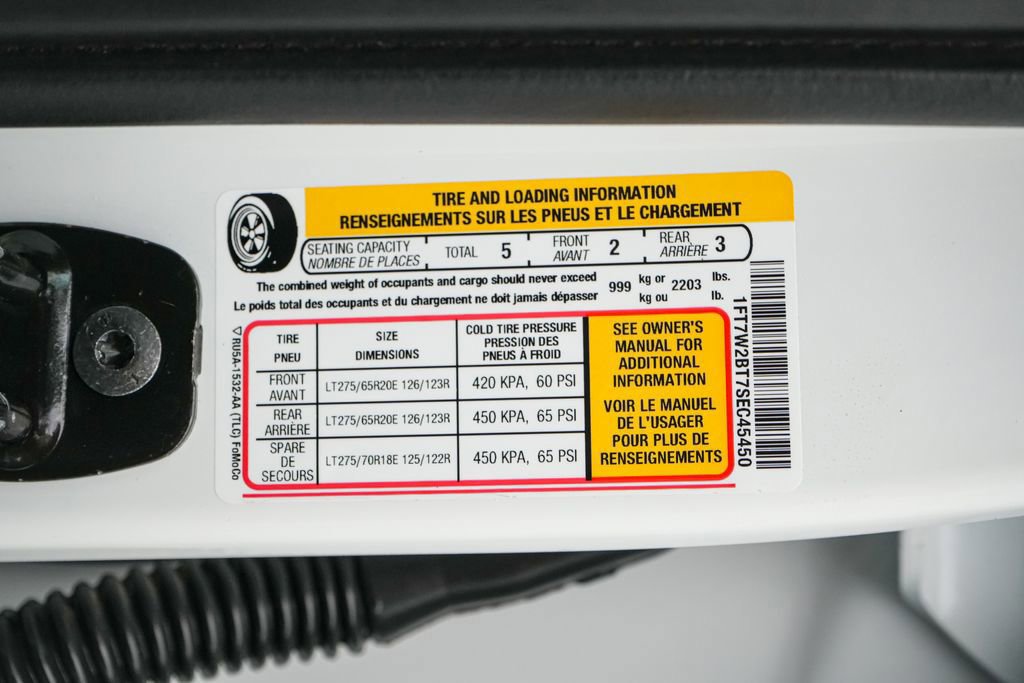 TIRE AND LOADING INFORMATION
RENSEIGNEMENTS SUR LES PNEUS ET LE CHARGEMENT
SEATING CAPACITY TOTAL 5 FRONT 2 REAR 3
NOMBRE DE PLACES AVANT ARRIÈRE
The combined weight of occupants and cargo should never exceed 999 kg or 2203 lbs.
Le poids total des occupants et du chargement ne doit jamais dépasser kg ou lb.
TIRE SIZE COLD TIRE PRESSURE
PNEU DIMENSIONS PRESSION DES
PNEUS À FROID
FRONT
AVANT LT275/65R20E 126/123R 420 KPA, 60 PSI
REAR
ARRIÈRE LT275/65R20E 126/123R 450 KPA, 65 PSI
SPARE
DE
SECOURS LT275/70R18E 125/122R 450 KPA, 65 PSI
SEE OWNER'S
MANUAL FOR
ADDITIONAL
INFORMATION
VOIR LE MANUEL
DE L'USAGER
POUR PLUS DE
RENSEIGNEMENTS
1FT7W2BT7SEC45450
RU5A-1532-AA (TLC) FoMoCo